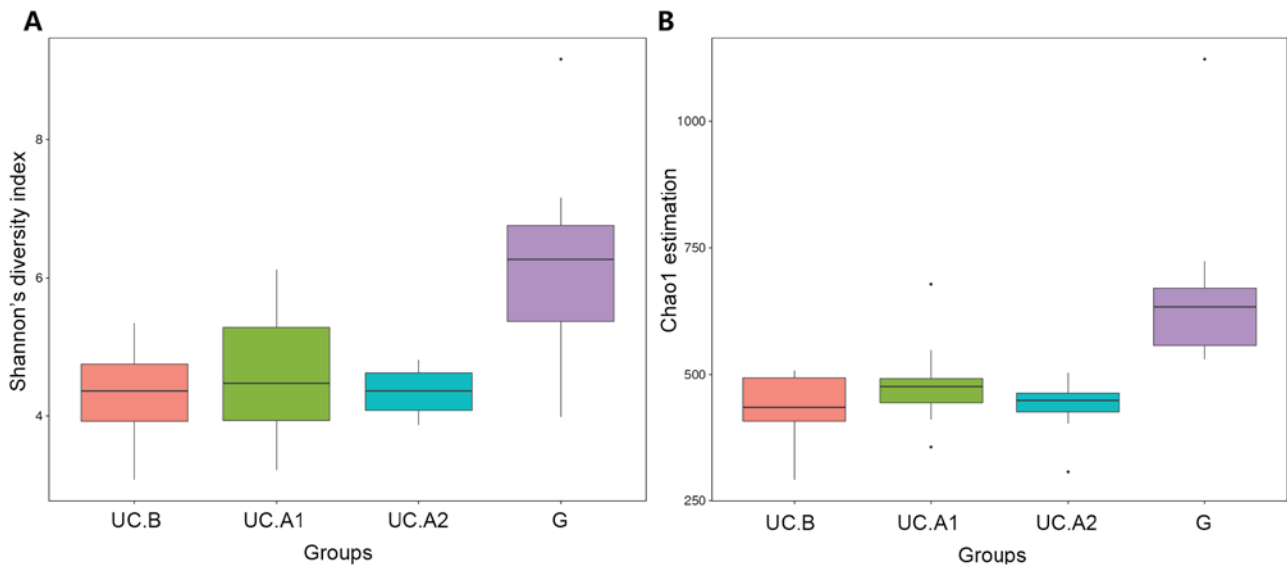 A
Shannon's diversity index
8
6
4
UC.B UC.A1 UC.A2 G
Groups
B
Chao1 estimation
1000
750
500
250
UC.B UC.A1 UC.A2 G
Groups